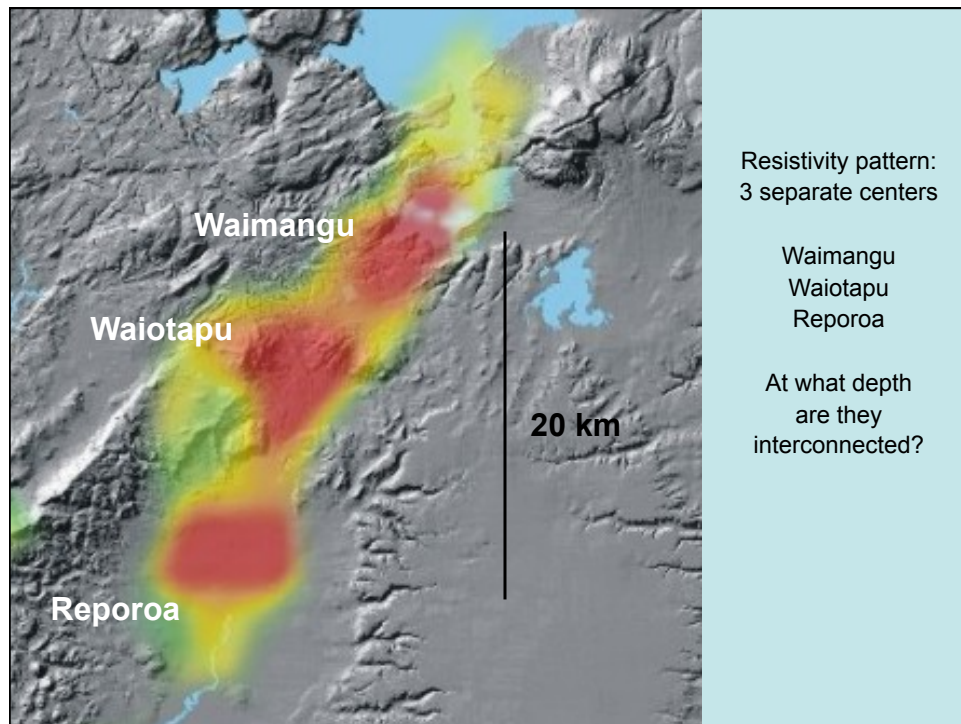 Waimangu
Waiotapu
20 km
Reporoa
Resistivity pattern:
3 separate centers
Waimangu
Waiotapu
Reporoa
At what depth
are they
interconnected?